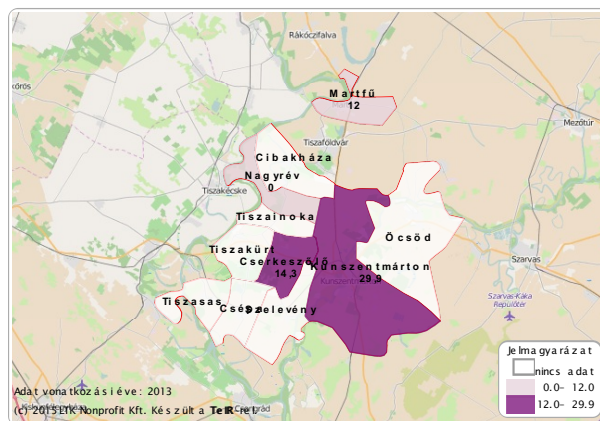 Rákóczifalva
Martfű
12
Mezőtúr
Tiszaföldvár
Cibakháza
Nagyrév
0
Tiszakécske
Tiszainoka
Öcsöd
Tiszakürt
Cserkeszőlő
14,3
Kunszentmárton
29,9
Szarvas
Tiszasas
Csépa
Szelevény
Szarvas-Káka
Repülőtér
Jelmagyarázat
nincs adat
0.0- 12.0
12.0- 29.9
Adat vonatkozási éve: 2013
(c) 2015 LTK Nonprofit Kft. Készült a TeIR-rel